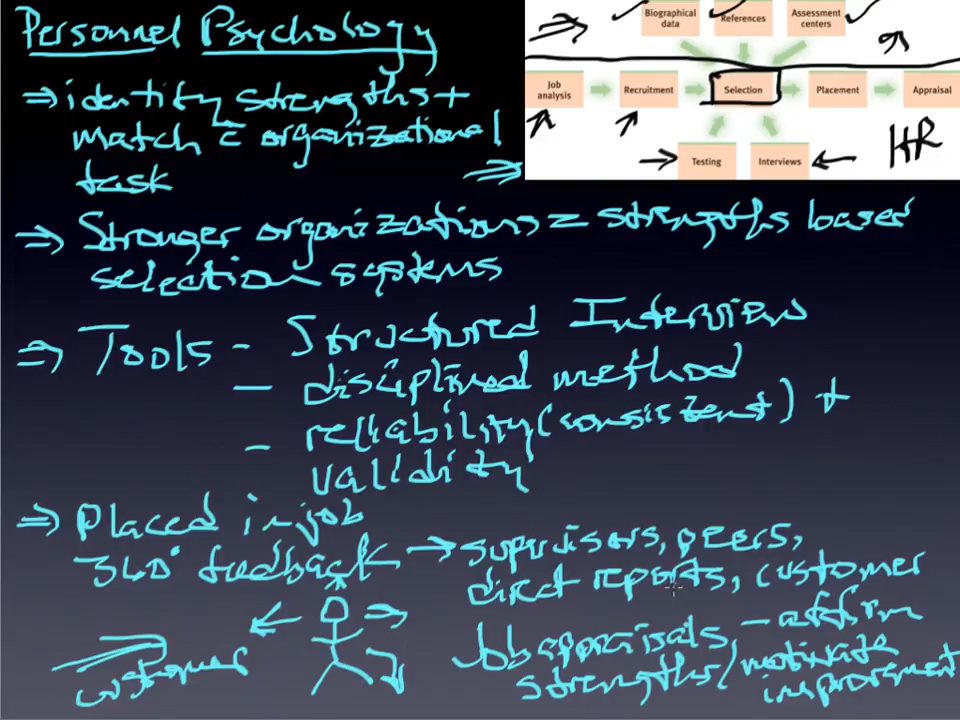 Personnel Psychology
⇒ identify strengths +
match c̄ organizational
task
⇒ Stronger organizations = strengths based
selection systems
⇒ Tools - Structured Interview
- disciplined method
- reliability (consistent) +
validity
⇒ Placed in job
360° feedback → supervisors, peers,
direct reports, customer
Job appraisals, - affirm
strengths / motivate
improvement
customer
Biographical
data
References
Assessment
centers
Job
analysis
Recruitment
Selection
Placement
Appraisal
Testing
Interviews
HR